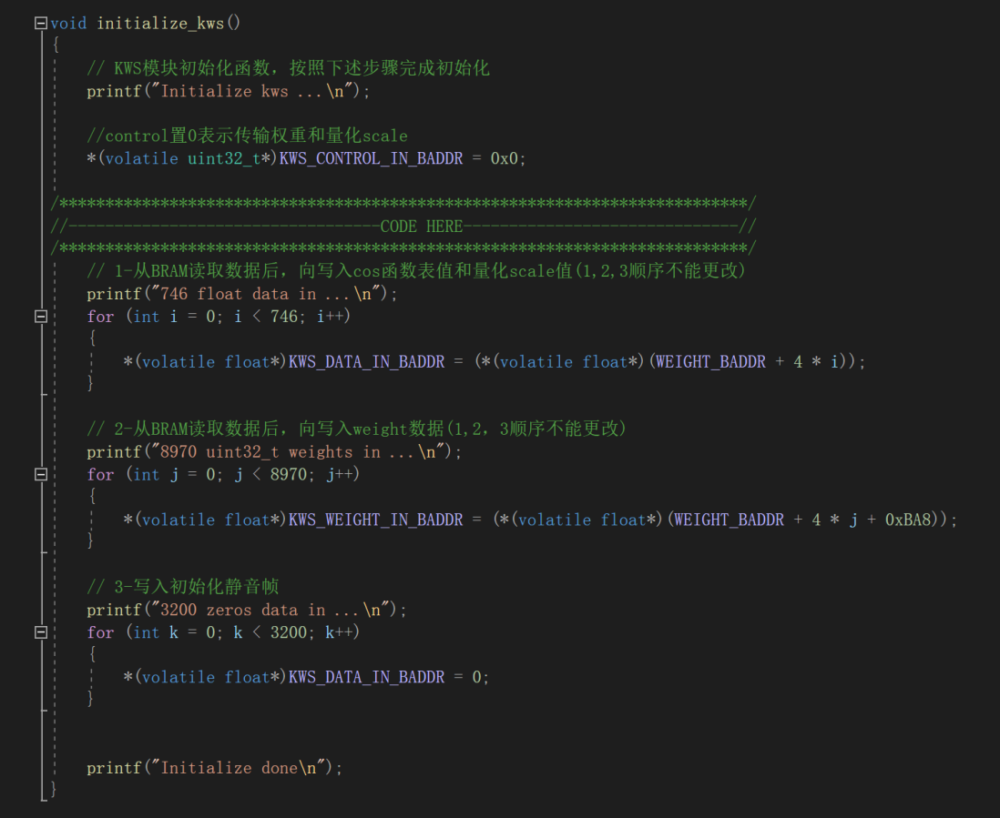 void initialize_kws()
{
// KWS模块初始化函数，按照下述步骤完成初始化
printf("Initialize kws ...\n");
//control置0表示传输权重和量化scale
*(volatile uint32_t*)KWS_CONTROL_IN_BADDR = 0x0;
/***************************************************************************/
//----------------------------------CODE HERE------------------------------//
/***************************************************************************/
// 1-从BRAM读取数据后，向写入cos函数表值和量化scale值(1,2,3顺序不能更改)
printf("746 float data in ...\n");
for (int i = 0; i < 746; i++)
{
*(volatile float*)KWS_DATA_IN_BADDR = (*(volatile float*)(WEIGHT_BADDR + 4 * i));
}
// 2-从BRAM读取数据后，向写入weight数据(1,2，3顺序不能更改)
printf("8970 uint32_t weights in ...\n");
for (int j = 0; j < 8970; j++)
{
*(volatile float*)KWS_WEIGHT_IN_BADDR = (*(volatile float*)(WEIGHT_BADDR + 4 * j + 0xBA8));
}
// 3-写入初始化静音帧
printf("3200 zeros data in ...\n");
for (int k = 0; k < 3200; k++)
{
*(volatile float*)KWS_DATA_IN_BADDR = 0;
}
printf("Initialize done\n");
}